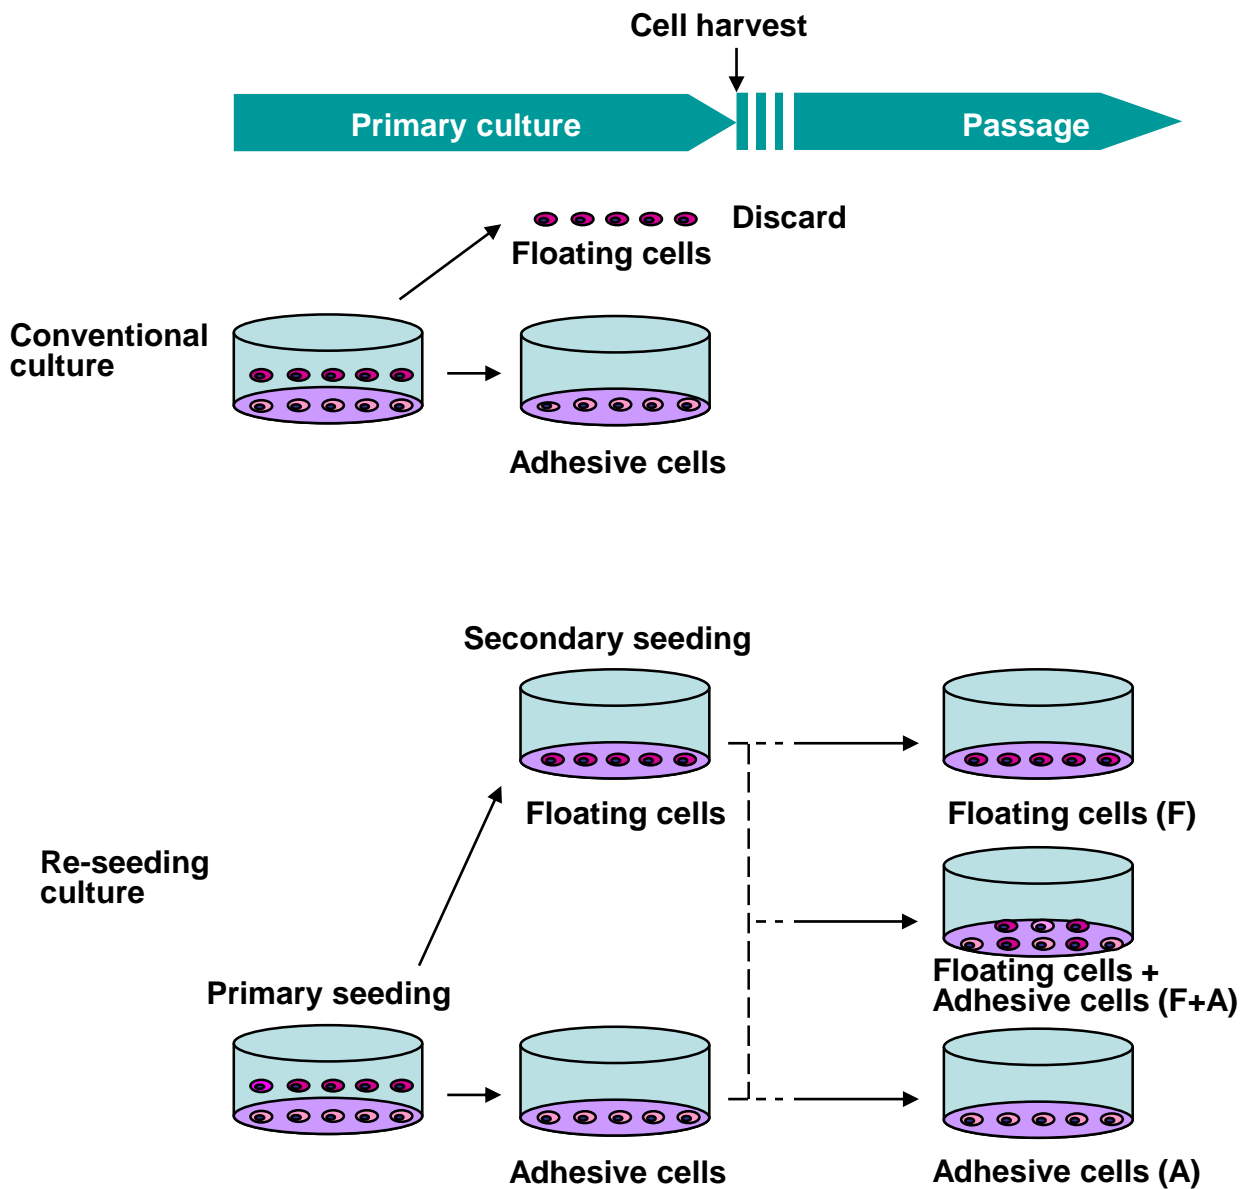 Cell harvest
Primary culture
Passage
Discard
Floating cells
Conventional
culture
Adhesive cells
Secondary seeding
Floating cells
Floating cells (F)
Re-seeding
culture
Floating cells +
Adhesive cells (F+A)
Primary seeding
Adhesive cells
Adhesive cells (A)